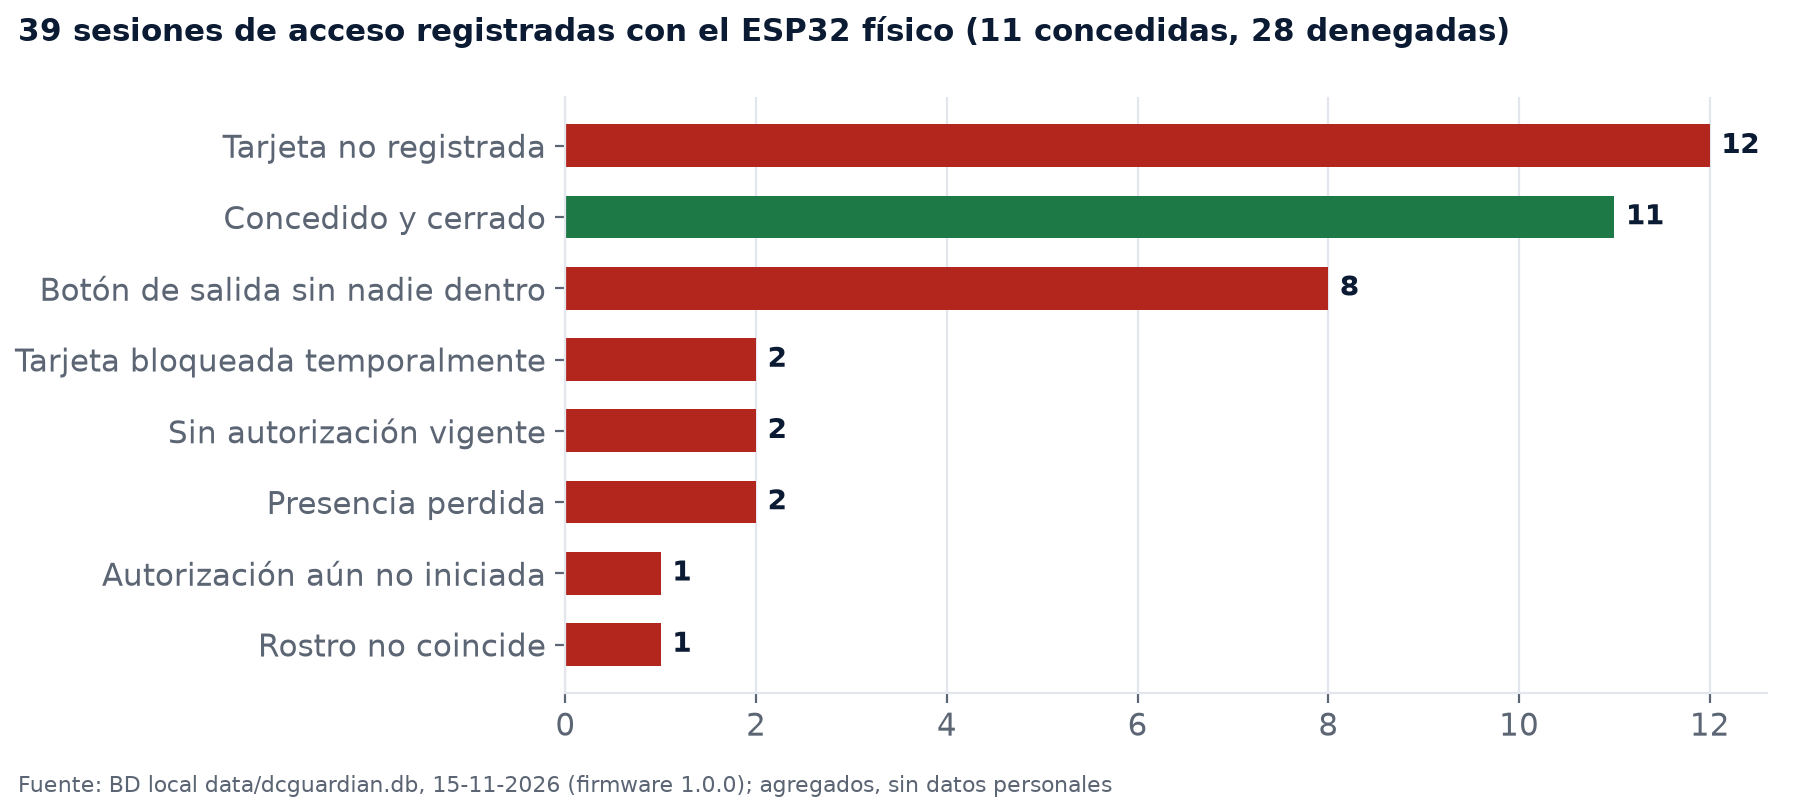 39 sesiones de acceso registradas con el ESP32 físico (11 concedidas, 28 denegadas)
Tarjeta no registrada 12
Concedido y cerrado 11
Botón de salida sin nadie dentro 8
Tarjeta bloqueada temporalmente 2
Sin autorización vigente 2
Presencia perdida 2
Autorización aún no iniciada 1
Rostro no coincide 1
0 2 4 6 8 10 12
Fuente: BD local data/dcguardian.db, 15-11-2026 (firmware 1.0.0); agregados, sin datos personales